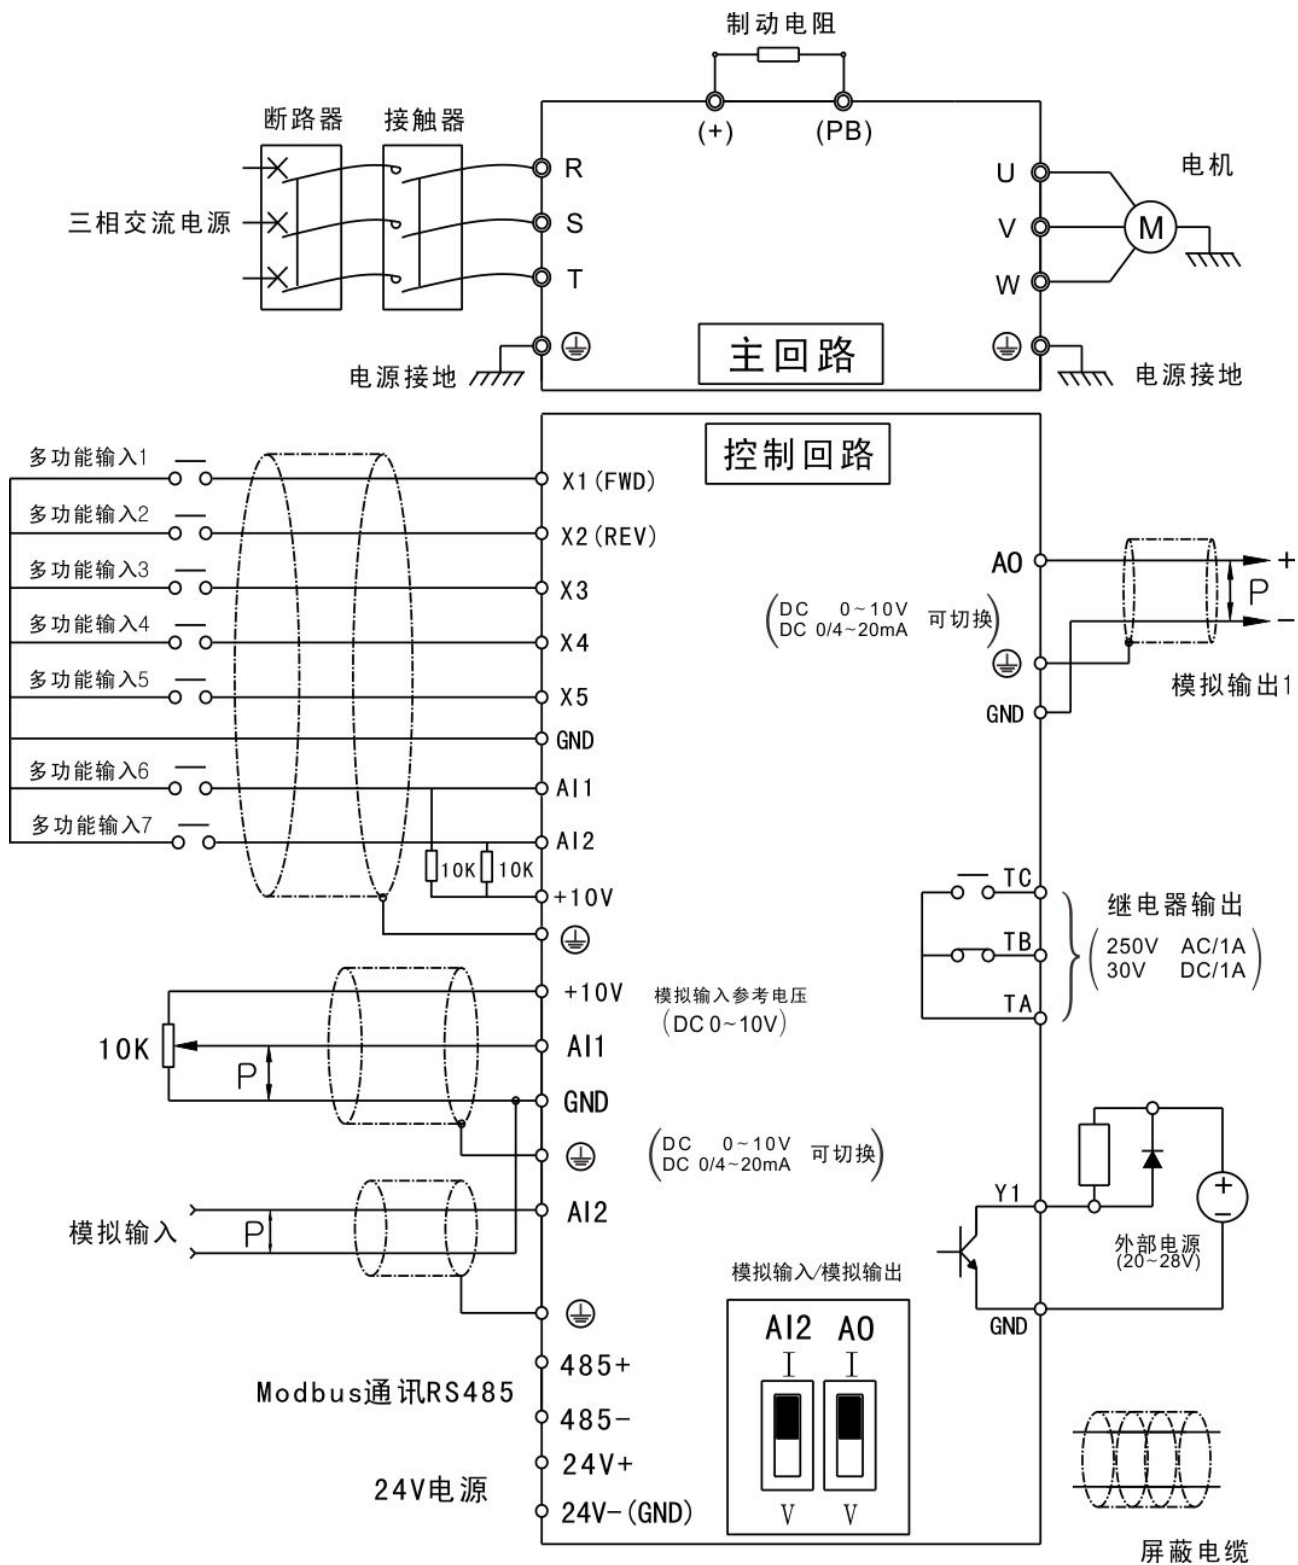 制动电阻
(+)
(PB)
断路器
接触器
三相交流电源
R
S
T
U
V
W
电机
M
电源接地
主回路
电源接地
控制回路
多功能输入1
X1(FWD)
多功能输入2
X2(REV)
多功能输入3
X3
多功能输入4
X4
多功能输入5
X5
GND
多功能输入6
AI1
多功能输入7
AI2
10K
10K
+10V
AO
+
P
−
(DC 0~10V
DC 0/4~20mA 可切换)
GND
模拟输出1
TC
TB
TA
继电器输出
(250V AC/1A
30V DC/1A)
+10V
模拟输入参考电压
(DC 0~10V)
10K
AI1
P
GND
(DC 0~10V
DC 0/4~20mA 可切换)
模拟输入
P
AI2
Y1
+
−
外部电源
(20~28V)
GND
模拟输入/模拟输出
AI2 AO
I I
V V
Modbus通讯RS485
485+
485-
24V电源
24V+
24V-(GND)
屏蔽电缆